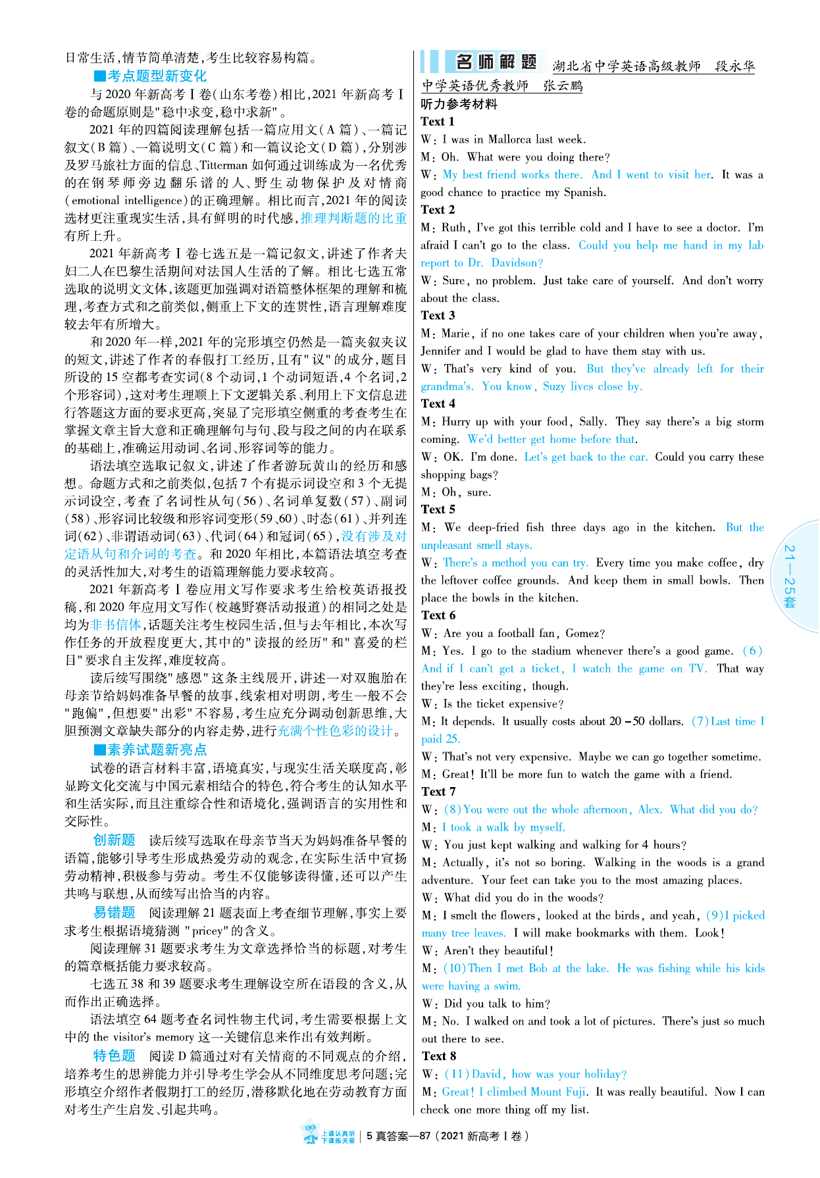 日常生活,情节简单清楚,考生比较容易构篇。
■考点题型新变化
与 2020 年新高考Ⅰ卷(山东考卷)相比,2021 年新高考Ⅰ
卷的命题原则是"稳中求变,稳中求新"。
2021 年的四篇阅读理解包括一篇应用文(A 篇)、一篇记
叙文(B 篇)、一篇说明文(C 篇)和一篇议论文(D 篇),分别涉
及罗马旅社方面的信息、Titterman 如何通过训练成为一名优秀
的在钢琴师旁边翻乐谱的人、野生动物保护及对情商
(emotional intelligence)的正确理解。相比而言,2021 年的阅读
选材更注重现实生活,具有鲜明的时代感,推理判断题的比重
有所上升。
2021 年新高考Ⅰ卷七选五是一篇记叙文,讲述了作者夫
妇二人在巴黎生活期间对法国人生活的了解。相比七选五常
选取的说明文文体,该题更加强调对语篇整体框架的理解和梳
理,考查方式和之前类似,侧重上下文的连贯性,语言理解难度
较去年有所增大。
和 2020 年一样,2021 年的完形填空仍然是一篇夹叙夹议
的短文,讲述了作者的春假打工经历,且有"议"的成分,题目
所设的 15 空都考查实词(8 个动词,1 个动词短语,4 个名词,2
个形容词),这对考生理顺上下文逻辑关系、利用上下文信息进
行答题这方面的要求更高,突显了完形填空侧重的考查考生在
掌握文章主旨大意和正确理解句与句、段与段之间的内在联系
的基础上,准确运用动词、名词、形容词等的能力。
语法填空选取记叙文,讲述了作者游玩黄山的经历和感
想。命题方式和之前类似,包括 7 个有提示词设空和 3 个无提
示词设空,考查了名词性从句(56)、名词单复数(57)、副词
(58)、形容词比较级和形容词变形(59、60)、时态(61)、并列连
词(62)、非谓语动词(63)、代词(64)和冠词(65),没有涉及对
定语从句和介词的考查。和 2020 年相比,本篇语法填空考查
的灵活性加大,对考生的语篇理解能力要求较高。
2021 年新高考Ⅰ卷应用文写作要求考生给校英语报投
稿,和 2020 年应用文写作(校越野赛活动报道)的相同之处是
均为非书信体,话题关注考生校园生活,但与去年相比,本次写
作任务的开放程度更大,其中的"读报的经历"和"喜爱的栏
目"要求自主发挥,难度较高。
读后续写围绕"感恩"这条主线展开,讲述一对双胞胎在
母亲节给妈妈准备早餐的故事,线索相对明朗,考生一般不会
"跑偏",但想要"出彩"不容易,考生应充分调动创新思维,大
胆预测文章缺失部分的内容走势,进行充满个性色彩的设计。
■素养试题新亮点
试卷的语言材料丰富,语境真实,与现实生活关联度高,彰
显跨文化交流与中国元素相结合的特色,符合考生的认知水平
和生活实际,而且注重综合性和语境化,强调语言的实用性和
交际性。
创新题 读后续写选取在母亲节当天为妈妈准备早餐的
语篇,能够引导考生形成热爱劳动的观念,在实际生活中宣扬
劳动精神,积极参与劳动。考生不仅能够读得懂,还可以产生
共鸣与联想,从而续写出恰当的内容。
易错题 阅读理解 21 题表面上考查细节理解,事实上要
求考生根据语境猜测 "pricey"的含义。
阅读理解 31 题要求考生为文章选择恰当的标题,对考生
的篇章概括能力要求较高。
七选五 38 和 39 题要求考生理解设空所在语段的含义,从
而作出正确选择。
语法填空 64 题考查名词性物主代词,考生需要根据上文
中的 the visitor's memory 这一关键信息来作出有效判断。
特色题 阅读 D 篇通过对有关情商的不同观点的介绍,
培养考生的思辨能力并引导考生学会从不同维度思考问题;完
形填空介绍作者假期打工的经历,潜移默化地在劳动教育方面
对考生产生启发、引起共鸣。
名师解题 湖北省中学英语高级教师 段永华
中学英语优秀教师 张云鹏
听力参考材料
Text 1
W: I was in Mallorca last week.
M: Oh. What were you doing there?
W: My best friend works there. And I went to visit her. It was a
good chance to practice my Spanish.
Text 2
M: Ruth, I've got this terrible cold and I have to see a doctor. I'm
afraid I can't go to the class. Could you help me hand in my lab
report to Dr. Davidson?
W: Sure, no problem. Just take care of yourself. And don't worry
about the class.
Text 3
M: Marie, if no one takes care of your children when you're away,
Jennifer and I would be glad to have them stay with us.
W: That's very kind of you. But they've already left for their
grandma's. You know, Suzy lives close by.
Text 4
M: Hurry up with your food, Sally. They say there's a big storm
coming. We'd better get home before that.
W: OK. I'm done. Let's get back to the car. Could you carry these
shopping bags?
M: Oh, sure.
Text 5
M: We deep-fried fish three days ago in the kitchen. But the
unpleasant smell stays.
W: There's a method you can try. Every time you make coffee, dry
the leftover coffee grounds. And keep them in small bowls. Then
place the bowls in the kitchen.
Text 6
W: Are you a football fan, Gomez?
M: Yes. I go to the stadium whenever there's a good game. (6)
And if I can't get a ticket, I watch the game on TV. That way
they're less exciting, though.
W: Is the ticket expensive?
M: It depends. It usually costs about 20 −50 dollars. (7)Last time I
paid 25.
W: That's not very expensive. Maybe we can go together sometime.
M: Great! It'll be more fun to watch the game with a friend.
Text 7
W: (8)You were out the whole afternoon, Alex. What did you do?
M: I took a walk by myself.
W: You just kept walking and walking for 4 hours?
M: Actually, it's not so boring. Walking in the woods is a grand
adventure. Your feet can take you to the most amazing places.
W: What did you do in the woods?
M: I smelt the flowers, looked at the birds, and yeah, (9)I picked
many tree leaves. I will make bookmarks with them. Look!
W: Aren't they beautiful!
M: (10)Then I met Bob at the lake. He was fishing while his kids
were having a swim.
W: Did you talk to him?
M: No. I walked on and took a lot of pictures. There's just so much
out there to see.
Text 8
W: (11)David, how was your holiday?
M: Great! I climbed Mount Fuji. It was really beautiful. Now I can
check one more thing off my list.
21—25套
上课认真听
下课练天星
5 真答案—87 (2021 新高考Ⅰ卷)